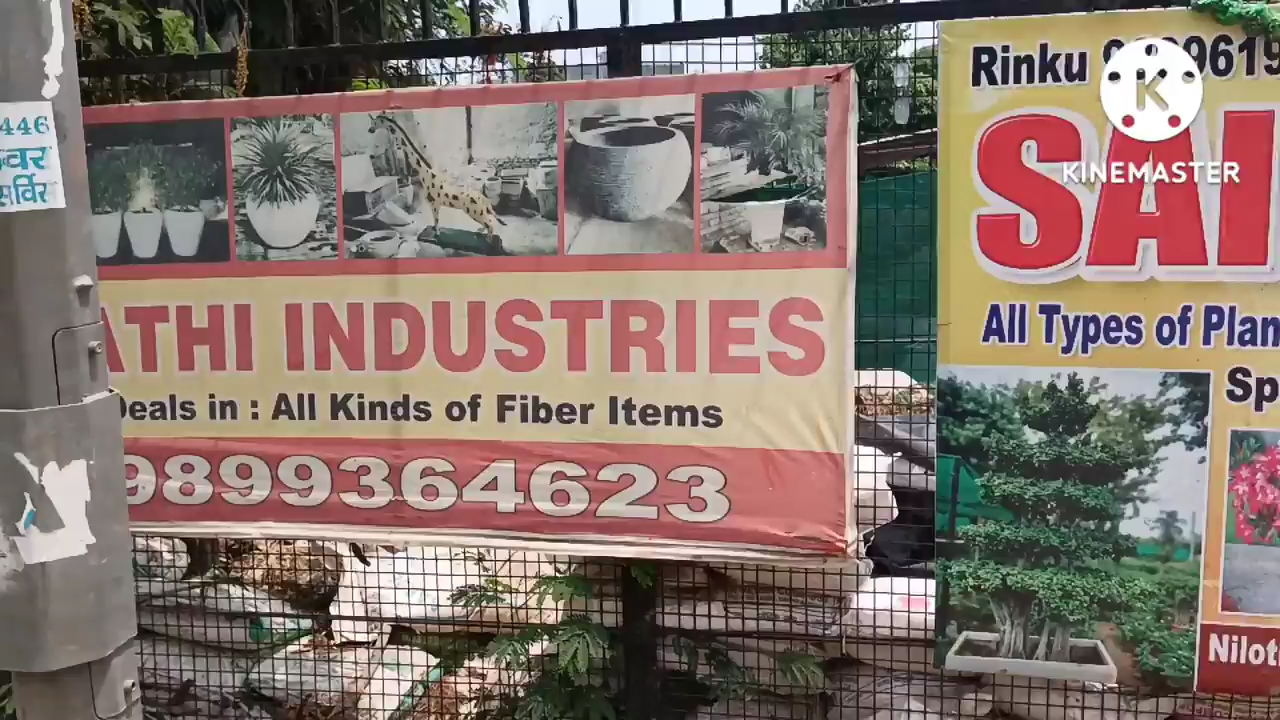 446
ATHI INDUSTRIES
Deals in : All Kinds of Fiber Items
9899364623
Rinku
K
KINEMASTER
SAI
All Types of Plan
Sp
Niloti